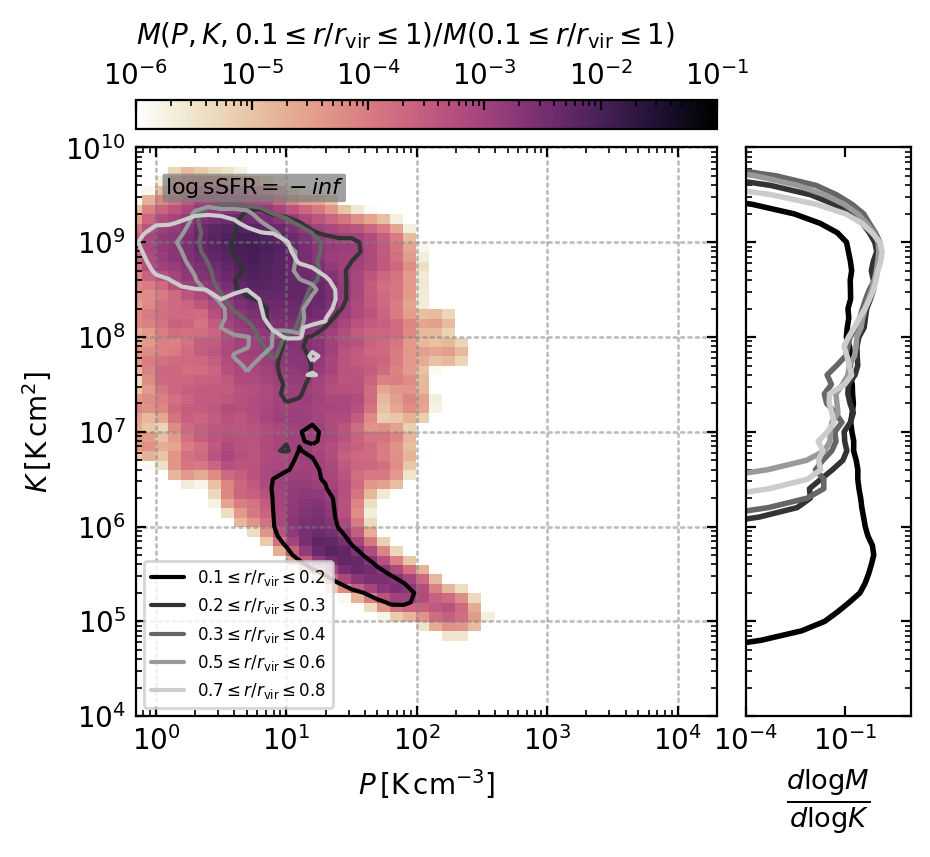 M(P, K, 0.1 ≤ r/r_vir ≤ 1)/M(0.1 ≤ r/r_vir ≤ 1)
10^−6 10^−5 10^−4 10^−3 10^−2 10^−1
10^10
log sSFR = −inf
10^9
10^8
10^7
10^6
10^5
10^4
K [K cm^2]
0.1 ≤ r/r_vir ≤ 0.2
0.2 ≤ r/r_vir ≤ 0.3
0.3 ≤ r/r_vir ≤ 0.4
0.5 ≤ r/r_vir ≤ 0.6
0.7 ≤ r/r_vir ≤ 0.8
10^0 10^1 10^2 10^3 10^4 10^−4 10^−1
P [K cm^−3]
dlogM
dlogK